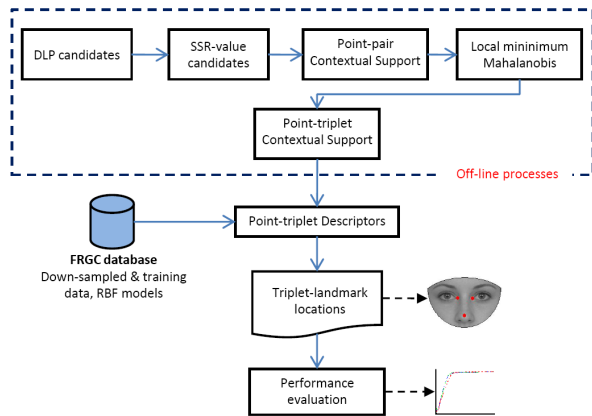 DLP candidates
SSR-value
candidates
Point-pair
Contextual Support
Local mininimum
Mahalanobis
Point-triplet
Contextual Support
Off-line processes
Point-triplet Descriptors
FRGC database
Down-sampled & training
data, RBF models
Triplet-landmark
locations
Performance
evaluation